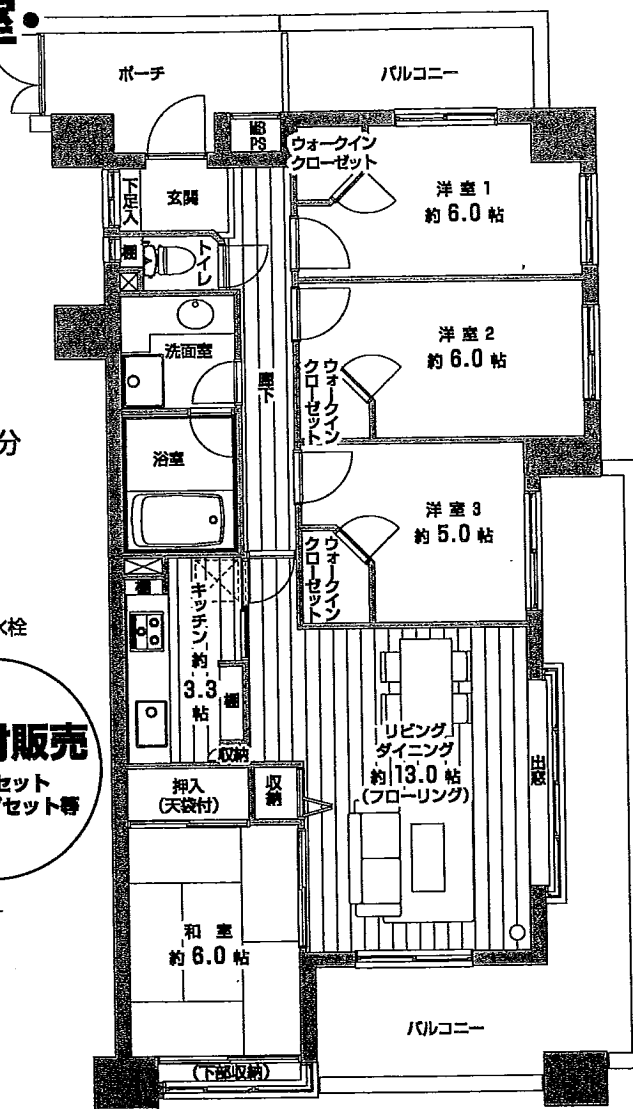 ポーチ
バルコニー
MB
PS
ウォークイン
クローゼット
洋室1
約6.0帖
下足入
玄関
棚
トイレ
洗面室
廊下
洋室2
約6.0帖
ウォークイン
クローゼット
分
浴室
洋室3
約5.0帖
ウォークイン
クローゼット
棚
キッチン
約
3.3
帖
棚
収納
水栓
付販売
セット
セット等
リビング
ダイニング
約13.0帖
(フローリング)
出窓
押入
(天袋付)
収納
和室
約6.0帖
バルコニー
(下部収納)